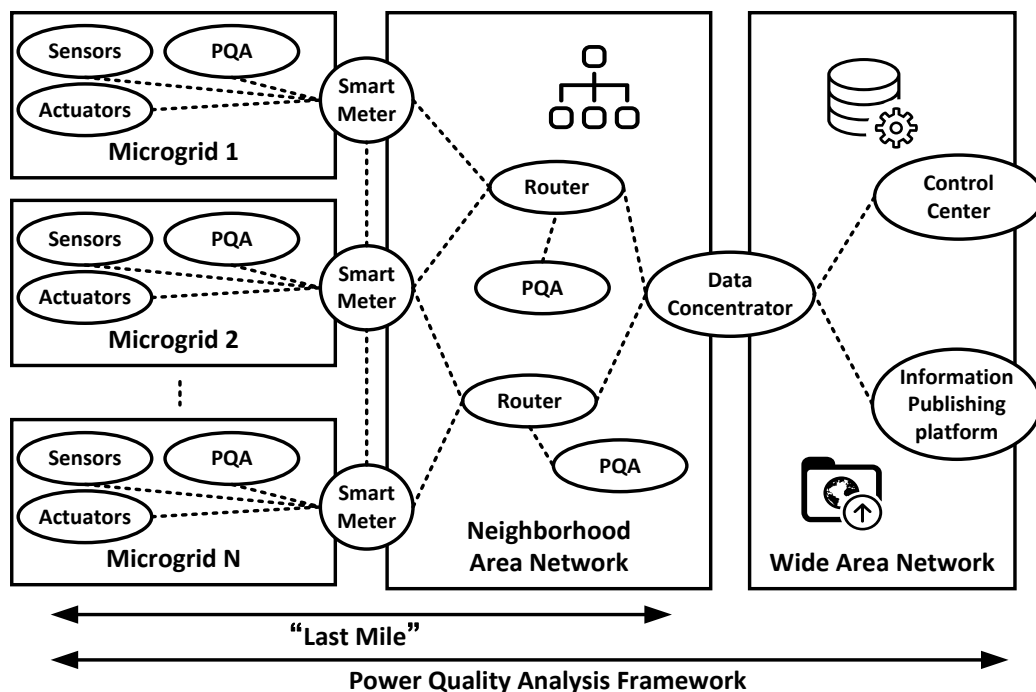 Sensors
PQA
Actuators
Microgrid 1
Smart
Meter
Sensors
PQA
Actuators
Microgrid 2
Smart
Meter
Sensors
PQA
Actuators
Microgrid N
Smart
Meter
Router
PQA
Router
PQA
Neighborhood
Area Network
Data
Concentrator
Control
Center
Information
Publishing
platform
Wide Area Network
“Last Mile”
Power Quality Analysis Framework